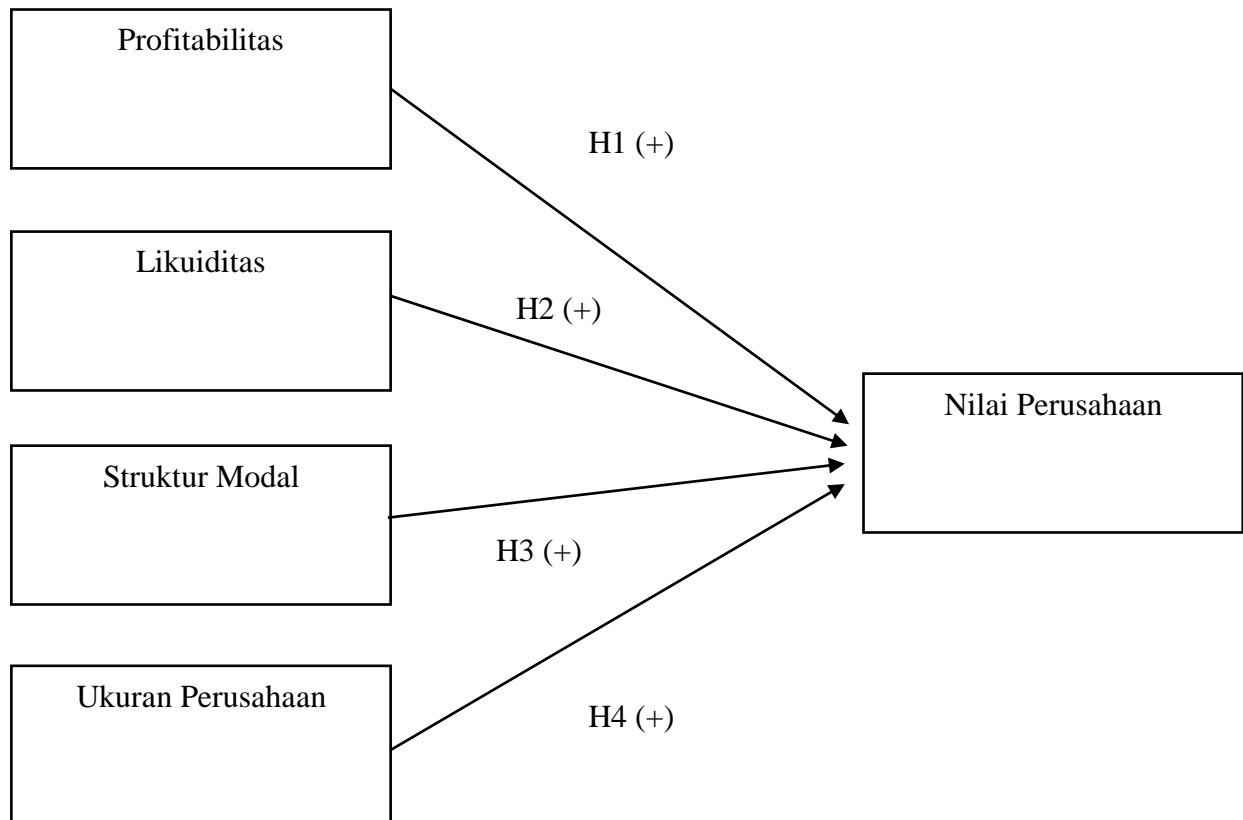 Profitabilitas
H1 (+)
Likuiditas
H2 (+)
Nilai Perusahaan
Struktur Modal
H3 (+)
Ukuran Perusahaan
H4 (+)